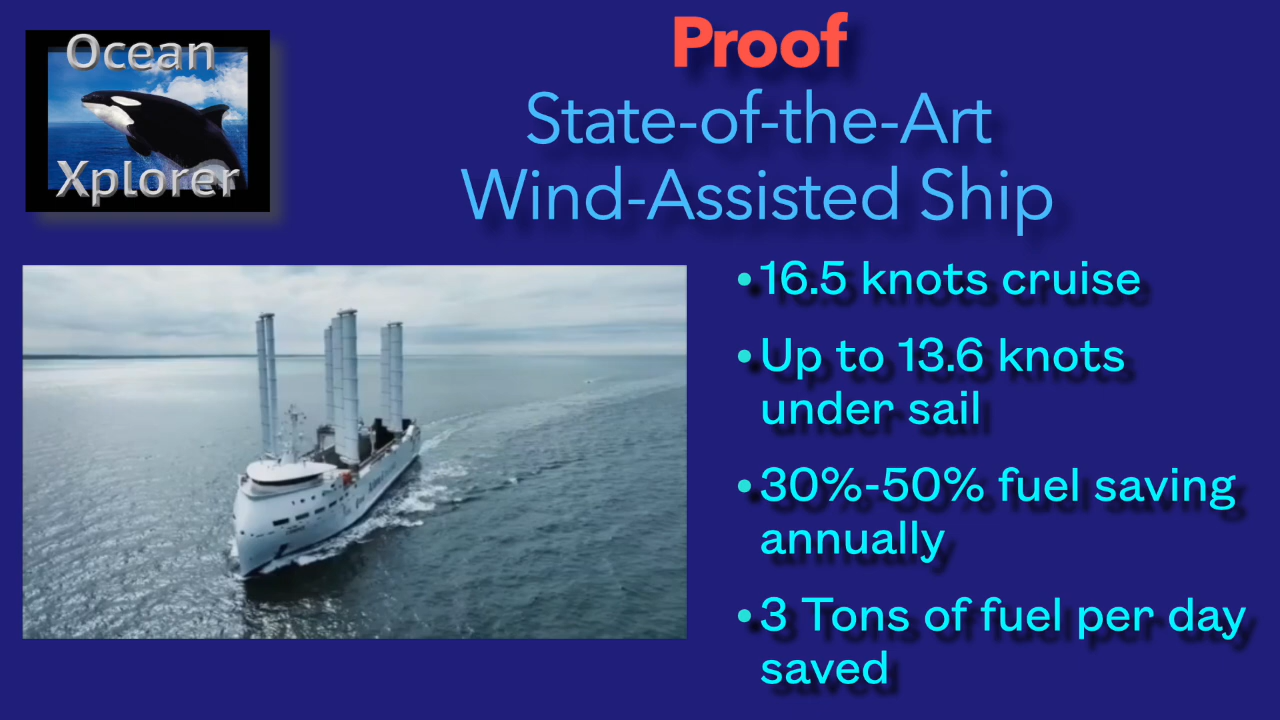 Ocean
Xplorer
Proof
State-of-the-Art
Wind-Assisted Ship
•16.5 knots cruise
•Up to 13.6 knots
under sail
•30%-50% fuel saving
annually
•3 Tons of fuel per day
saved